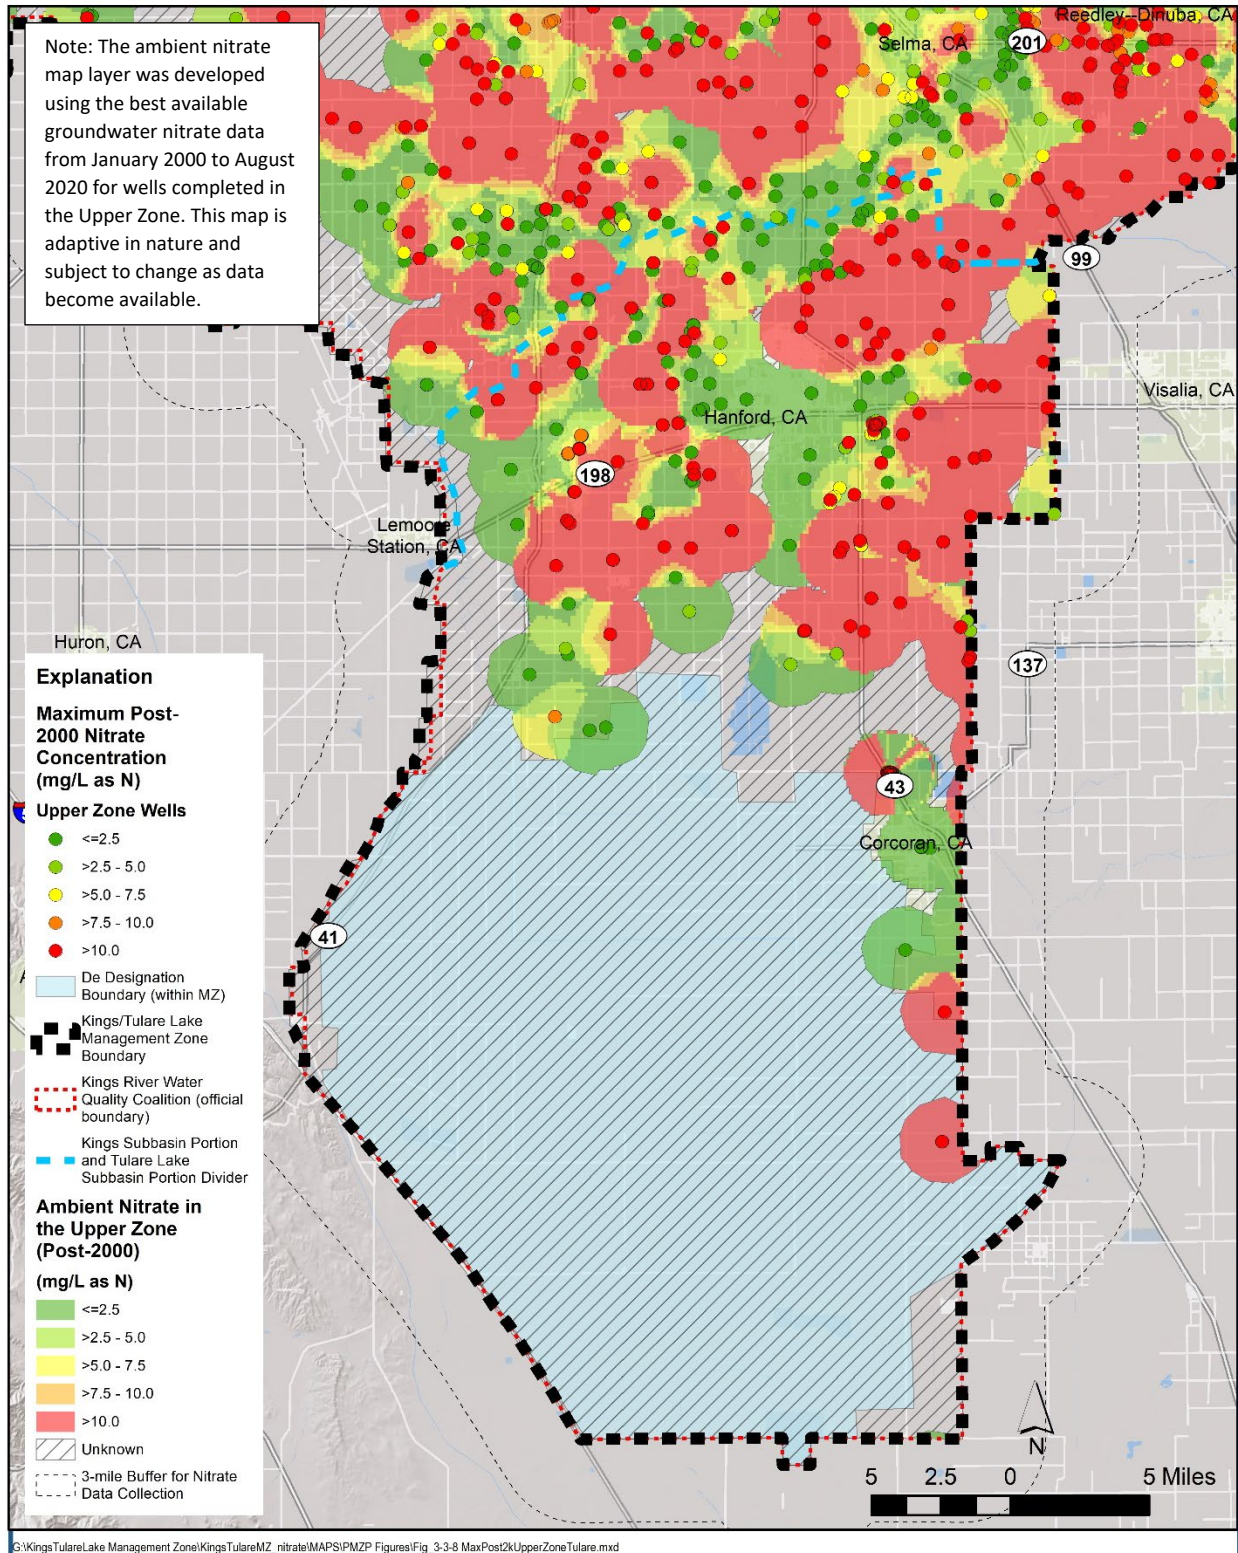 Note: The ambient nitrate
map layer was developed
using the best available
groundwater nitrate data
from January 2000 to August
2020 for wells completed in
the Upper Zone. This map is
adaptive in nature and
subject to change as data
become available.
Reedley--Dinuba, CA
Selma, CA
201
99
Visalia, CA
Hanford, CA
198
Lemoore
Station, CA
Huron, CA
137
43
Corcoran, CA
41
Explanation
Maximum Post-
2000 Nitrate
Concentration
(mg/L as N)
Upper Zone Wells
<=2.5
>2.5 - 5.0
>5.0 - 7.5
>7.5 - 10.0
>10.0
De Designation
Boundary (within MZ)
Kings/Tulare Lake
Management Zone
Boundary
Kings River Water
Quality Coalition (official
boundary)
Kings Subbasin Portion
and Tulare Lake
Subbasin Portion Divider
Ambient Nitrate in
the Upper Zone
(Post-2000)
(mg/L as N)
<=2.5
>2.5 - 5.0
>5.0 - 7.5
>7.5 - 10.0
>10.0
Unknown
3-mile Buffer for Nitrate
Data Collection
N
5 2.5 0 5 Miles
G:\KingsTulareLake Management Zone\KingsTulareMZ_nitrate\MAPS\PMZP Figures\Fig_3-3-8 MaxPost2kUpperZoneTulare.mxd